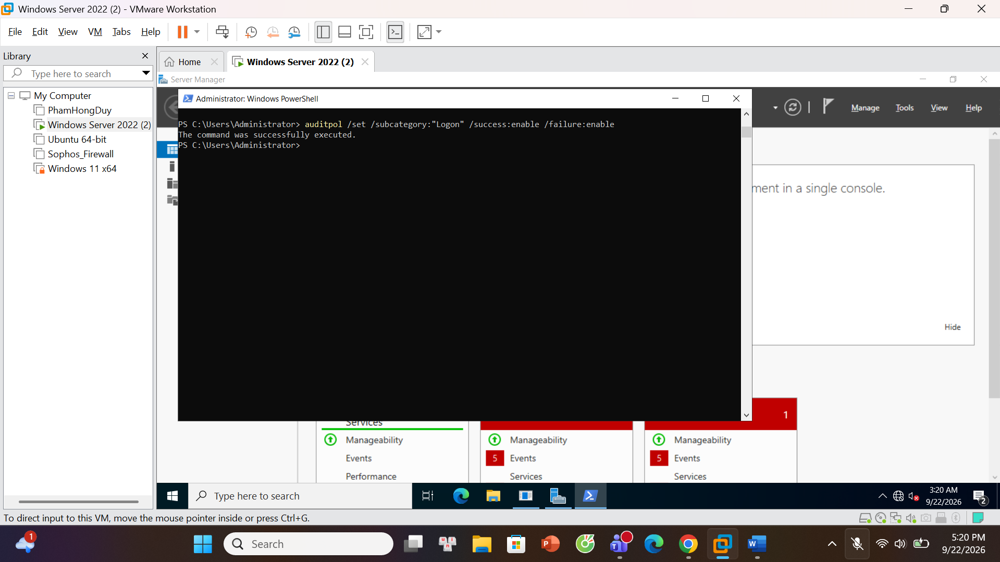 Windows Server 2022 (2) - VMware Workstation
File Edit View VM Tabs Help
Library
Type here to search
My Computer
PhamHongDuy
Windows Server 2022 (2)
Ubuntu 64-bit
Sophos_Firewall
Windows 11 x64
Home
Windows Server 2022 (2)
Server Manager
Manage Tools View Help
Administrator: Windows PowerShell
PS C:\Users\Administrator> auditpol /set /subcategory:"Logon" /success:enable /failure:enable
The command was successfully executed.
PS C:\Users\Administrator>
ment in a single console.
Hide
1
Services
Manageability
Events
Performance
Manageability
5 Events
Services
Manageability
5 Events
Services
Type here to search
3:20 AM
9/22/2026
2
To direct input to this VM, move the mouse pointer inside or press Ctrl+G.
1
Search
5:20 PM
9/22/2026